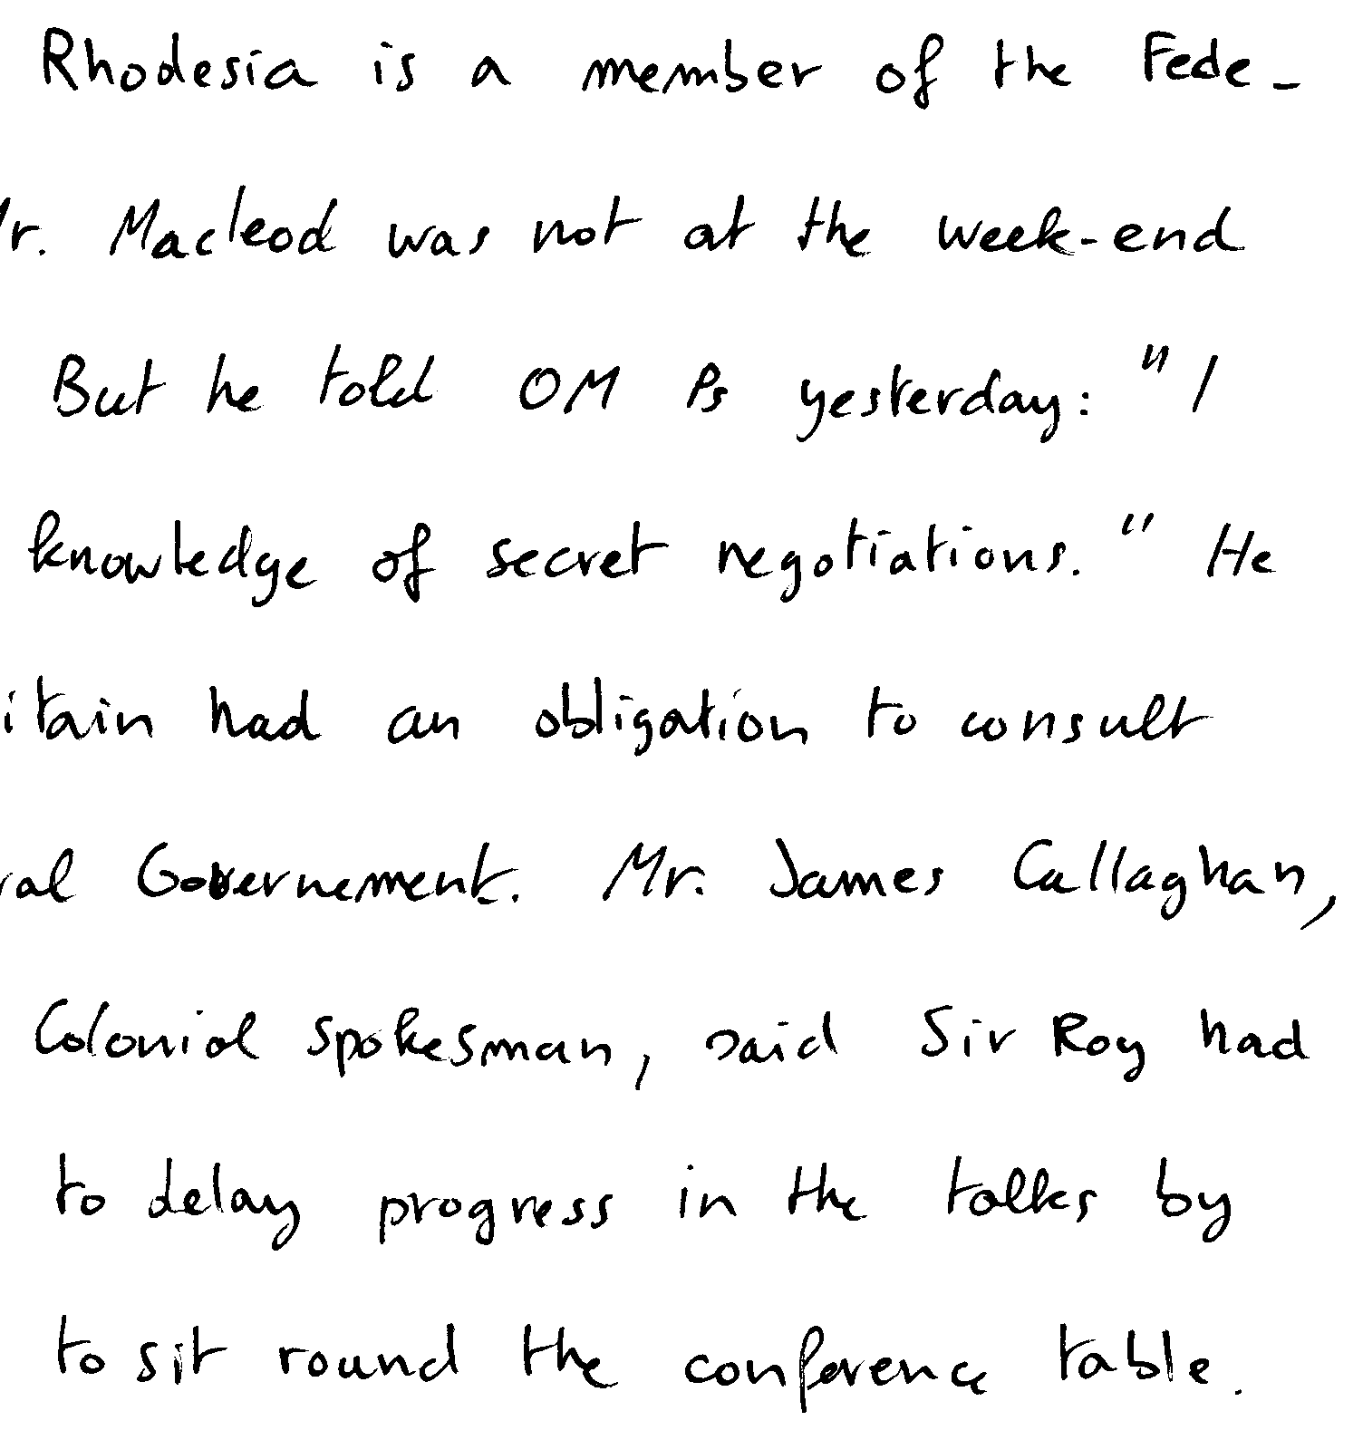 Rhodesia is a member of the Fede-
Mr. Macleod was not at the week-end
But he told OM Ps yesterday: "I
knowledge of secret negotiations." He
itain had an obligation to consult
ral Governement. Mr. James Callaghan,
Colonial spokesman, said Sir Roy had
to delay progress in the talks by
to sit round the conference table.